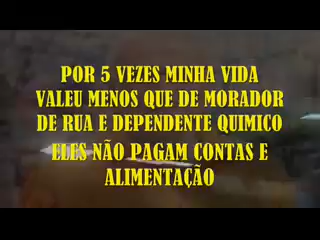 POR 5 VEZES MINHA VIDA
VALEU MENOS QUE DE MORADOR
DE RUA E DEPENDENTE QUIMICO
ELES NÃO PAGAM CONTAS E
ALIMENTAÇÃO